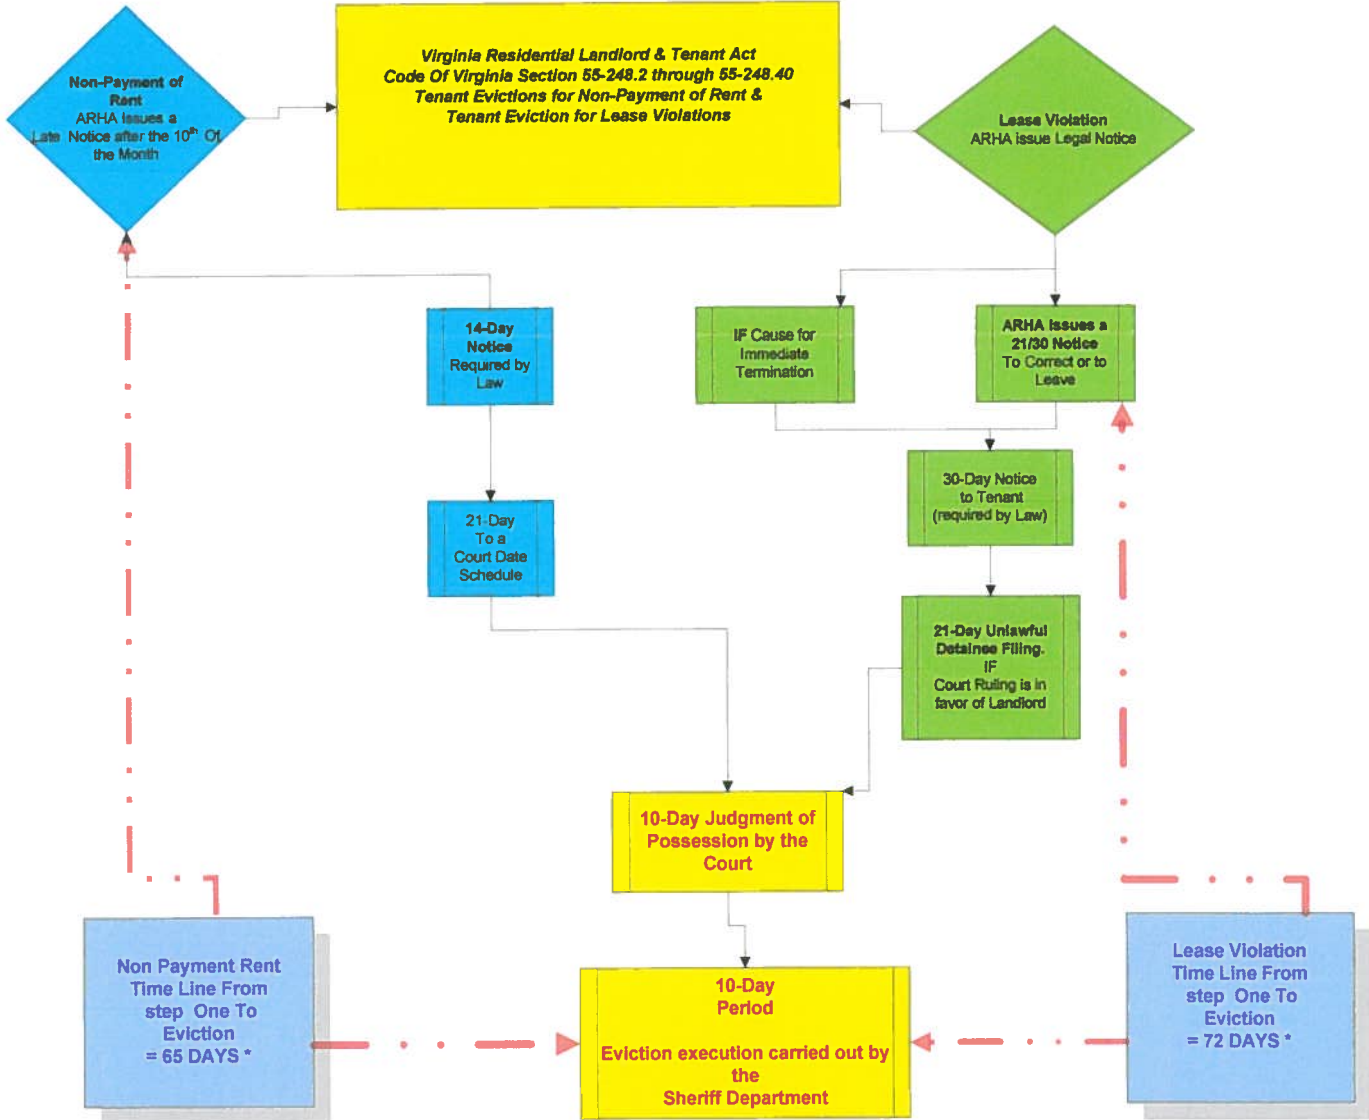 Non-Payment of
Rent
ARHA Issues a
Late Notice after the 10th Of
the Month
Virginia Residential Landlord & Tenant Act
Code Of Virginia Section 55-248.2 through 55-248.40
Tenant Evictions for Non-Payment of Rent &
Tenant Eviction for Lease Violations
Lease Violation
ARHA issue Legal Notice
14-Day
Notice
Required by
Law
IF Cause for
Immediate
Termination
ARHA Issues a
21/30 Notice
To Correct or to
Leave
30-Day Notice
to Tenant
(required by Law)
21-Day
To a
Court Date
Schedule
21-Day Unlawful
Detainee Filing.
IF
Court Ruling is in
favor of Landlord
10-Day Judgment of
Possession by the
Court
Non Payment Rent
Time Line From
step One To
Eviction
= 65 DAYS *
10-Day
Period
Eviction execution carried out by
the
Sheriff Department
Lease Violation
Time Line From
step One To
Eviction
= 72 DAYS *